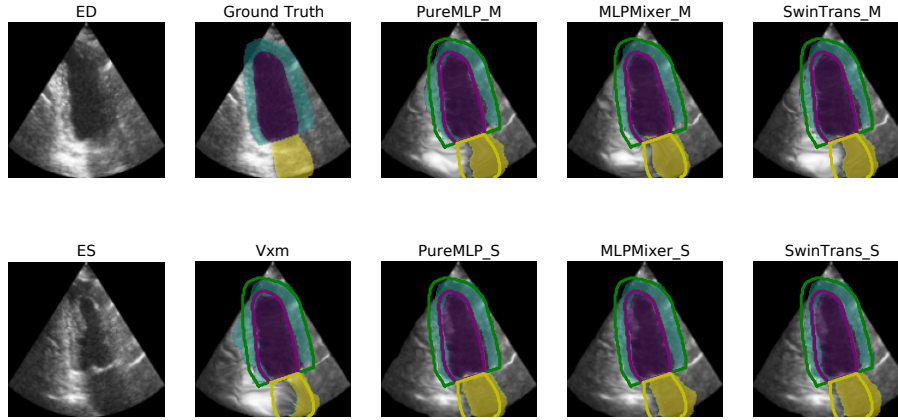 ED
Ground Truth
PureMLP_M
MLPMixer_M
SwinTrans_M
ES
Vxm
PureMLP_S
MLPMixer_S
SwinTrans_S